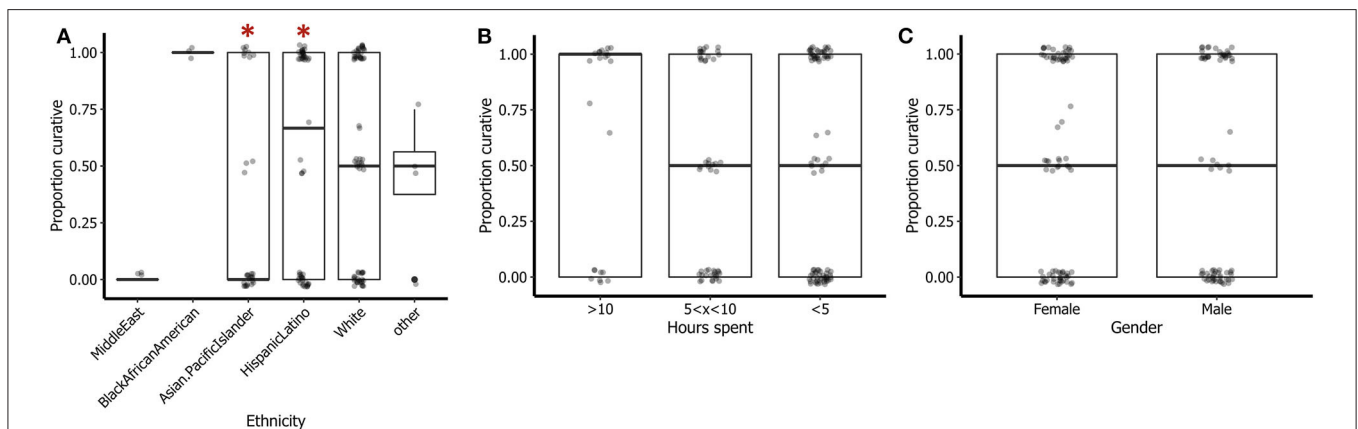 A
* *
Proportion curative
1.00
0.75
0.50
0.25
0.00
MiddleEast
BlackAfricanAmerican
Asian.PacificIslander
HispanicLatino
White
other
Ethnicity
B
Proportion curative
1.00
0.75
0.50
0.25
0.00
>10 5<x<10 <5
Hours spent
C
Proportion curative
1.00
0.75
0.50
0.25
0.00
Female Male
Gender